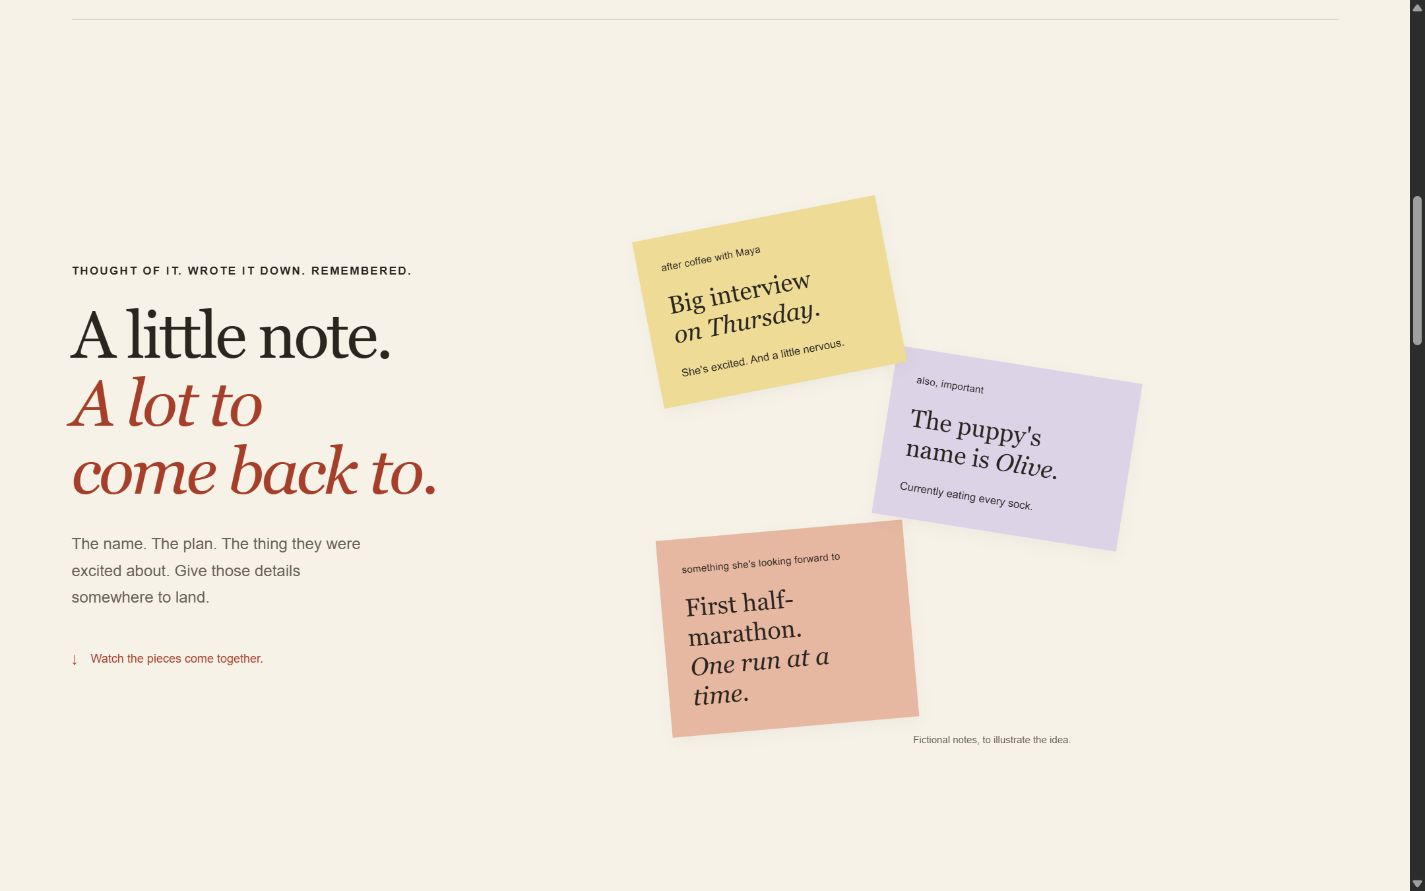 THOUGHT OF IT. WROTE IT DOWN. REMEMBERED.
A little note.
A lot to
come back to.
The name. The plan. The thing they were
excited about. Give those details
somewhere to land.
↓ Watch the pieces come together.
after coffee with Maya
Big interview
on Thursday.
She's excited. And a little nervous.
also, important
The puppy's
name is Olive.
Currently eating every sock.
something she's looking forward to
First half-
marathon.
One run at a
time.
Fictional notes, to illustrate the idea.